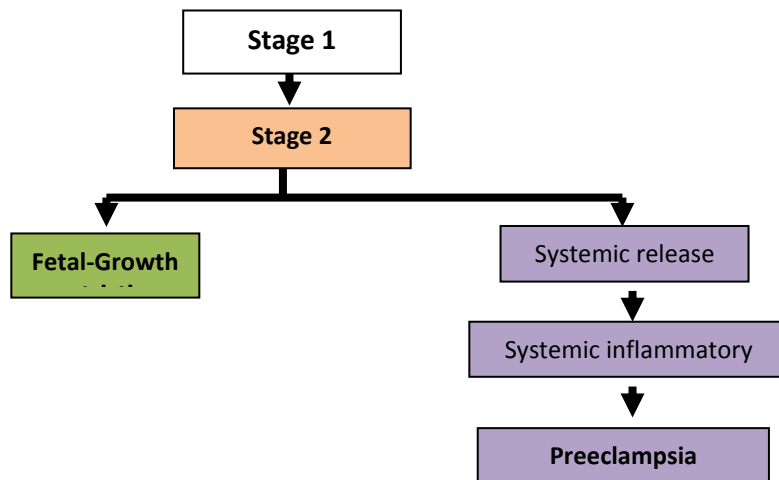 Stage 1
Stage 2
Fetal-Growth
Systemic release
Systemic inflammatory
Preeclampsia